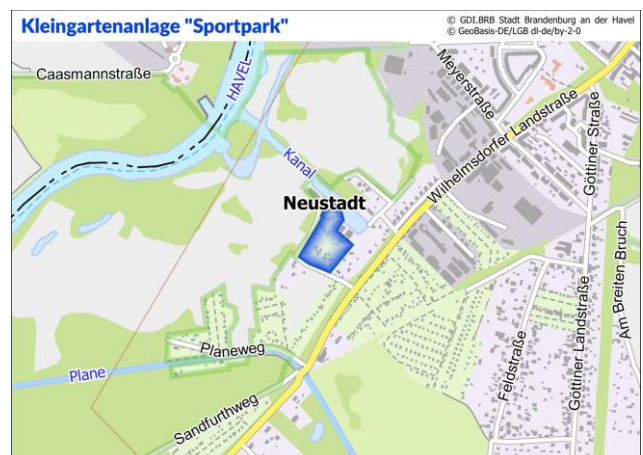 Kleingartenanlage "Sportpark"
© GDI.BRB Stadt Brandenburg an der Havel
© GeoBasis-DE/LGB dl-de/by-2-0
Caasmannstraße
HAVEL
Meyerstraße
Wilhelmsdorfer Landstraße
Göttiner Straße
Kanal
Neustadt
Am Breiten Bruch
Planeweg
Plane
Feldstraße
Göttiner Landstraße
Sandfurthweg